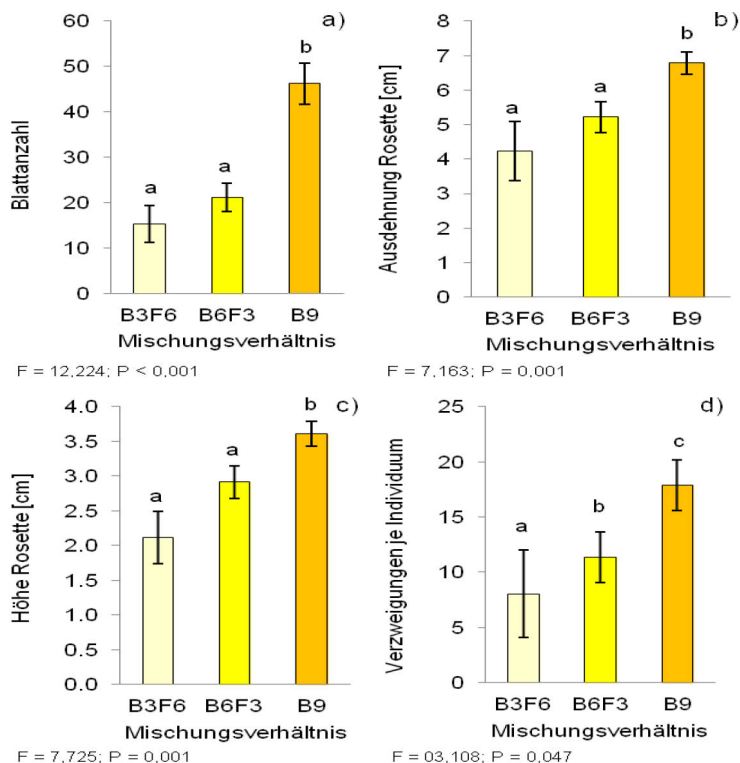 a)
Blattanzahl
60
50
40
30
20
10
0
a
a
b
B3F6 B6F3 B9
Mischungsverhältnis
F = 12,224; P < 0,001
b)
Ausdehnung Rosette [cm]
8
7
6
5
4
3
2
1
0
a
a
b
B3F6 B6F3 B9
Mischungsverhältnis
F = 7,163; P = 0,001
c)
Höhe Rosette [cm]
4.0
3.5
3.0
2.5
2.0
1.5
1.0
0.5
0.0
a
a
b
B3F6 B6F3 B9
Mischungsverhältnis
F = 7,725; P = 0,001
d)
Verzweigungen je Individuum
25
20
15
10
5
0
a
b
c
B3F6 B6F3 B9
Mischungsverhältnis
F = 03,108; P = 0,047